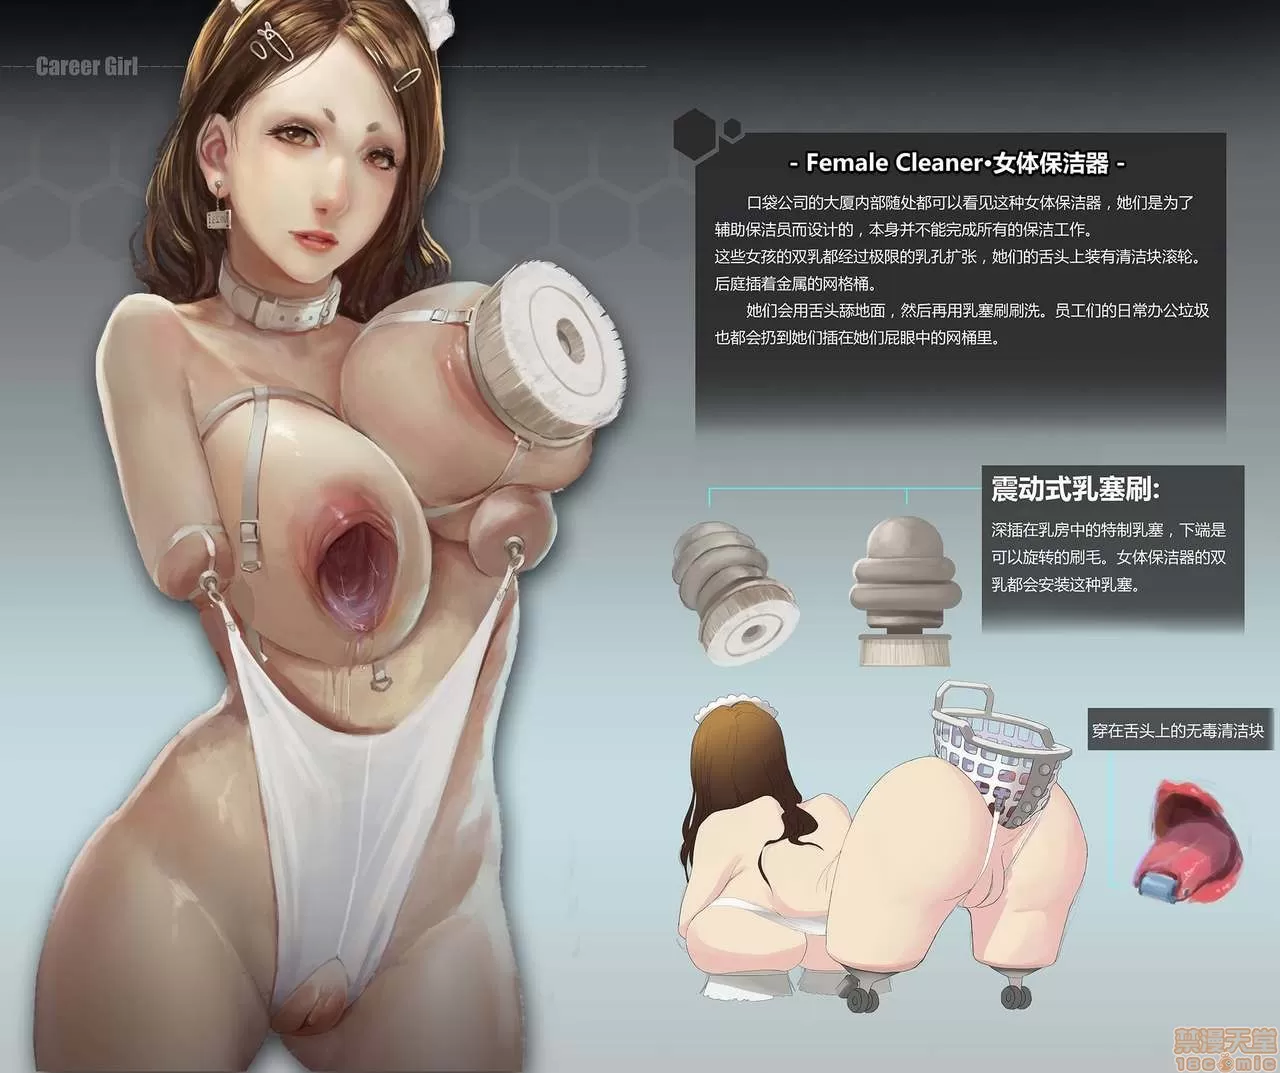 Career Girl
- Female Cleaner•女体保洁器 -
口袋公司的大厦内部随处都可以看见这种女体保洁器，她们是为了
辅助保洁员而设计的，本身并不能完成所有的保洁工作。
这些女孩的双乳都经过极限的乳孔扩张，她们的舌头上装有清洁块滚轮。
后庭插着金属的网格桶。
她们会用舌头舔地面，然后再用乳塞刷刷洗。员工们的日常办公垃圾
也都会扔到她们插在她们屁眼中的网桶里。
震动式乳塞刷:
深插在乳房中的特制乳塞，下端是
可以旋转的刷毛。女体保洁器的双
乳都会安装这种乳塞。
穿在舌头上的无毒清洁块
禁漫天堂
18comic